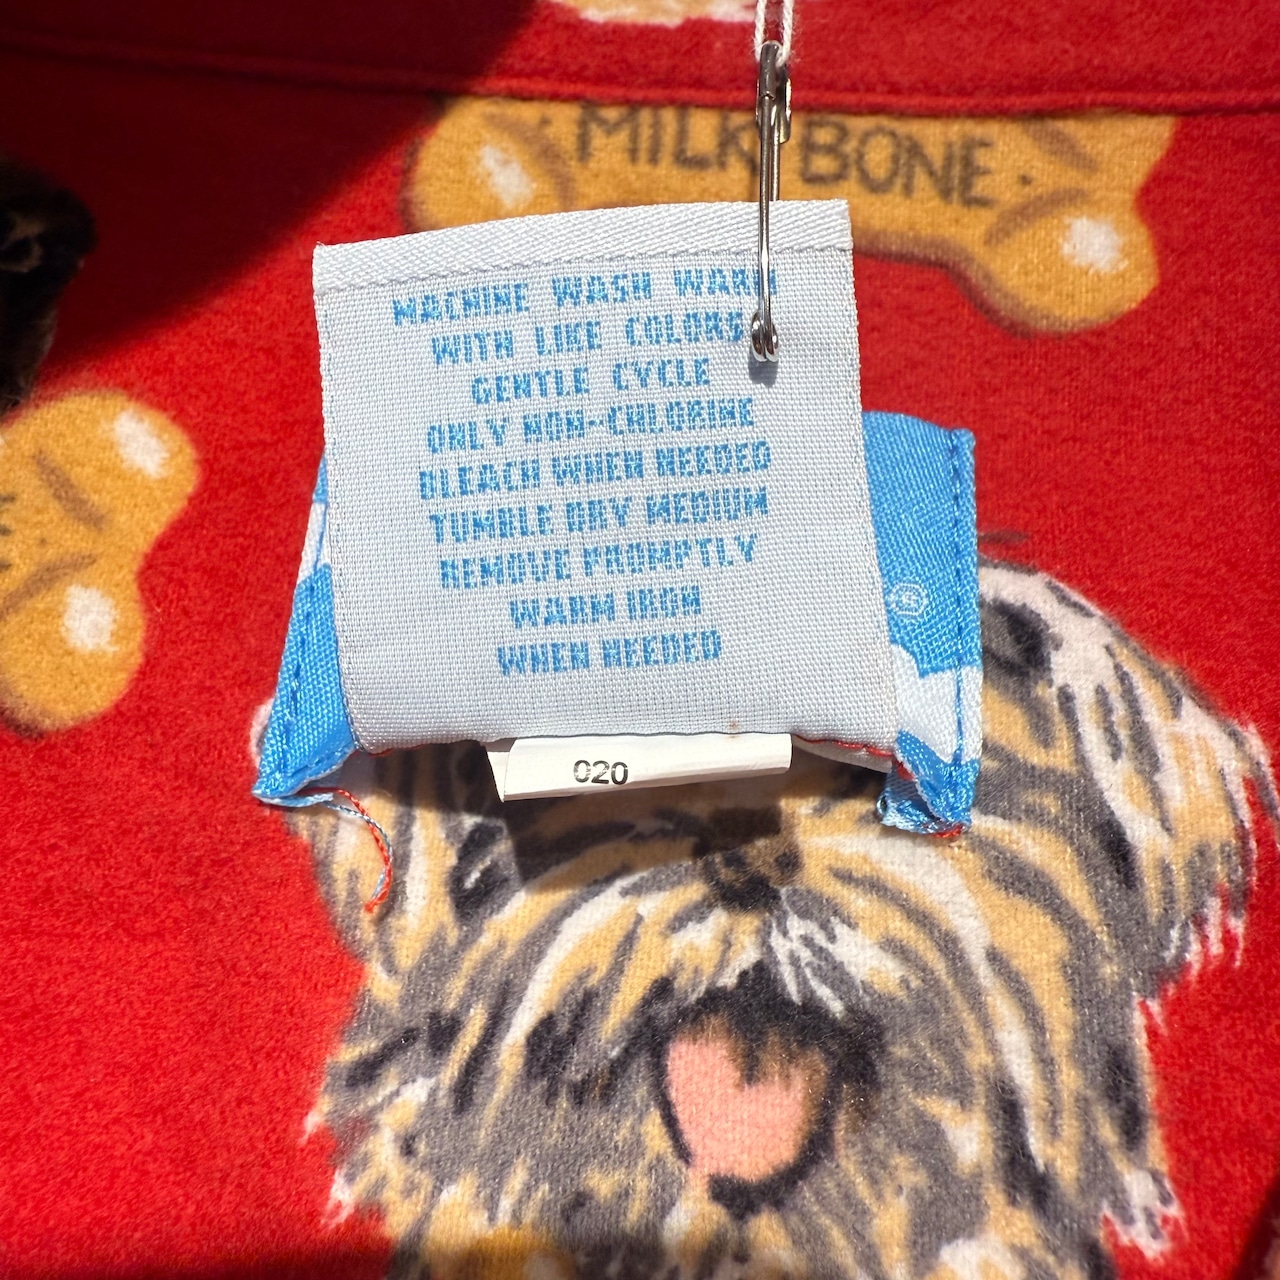 MILK BONE
MACHINE WASH WARM
WITH LIKE COLORS
GENTLE CYCLE
ONLY NON-CHLORINE
BLEACH WHEN NEEDED
TUMBLE DRY MEDIUM
REMOVE PROMPTLY
WARM IRON
WHEN NEEDED
®
020